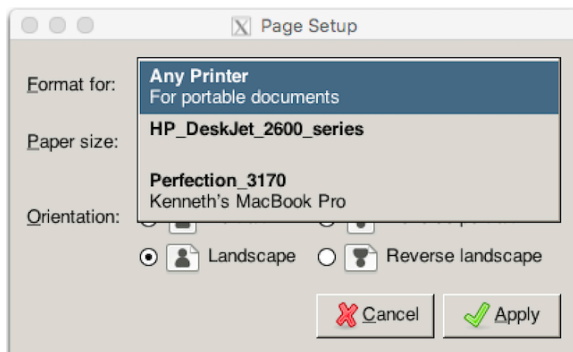 Page Setup
Format for:
Any Printer
For portable documents
HP_DeskJet_2600_series
Paper size:
Perfection_3170
Kenneth's MacBook Pro
Orientation:
Landscape
Reverse landscape
Cancel
Apply